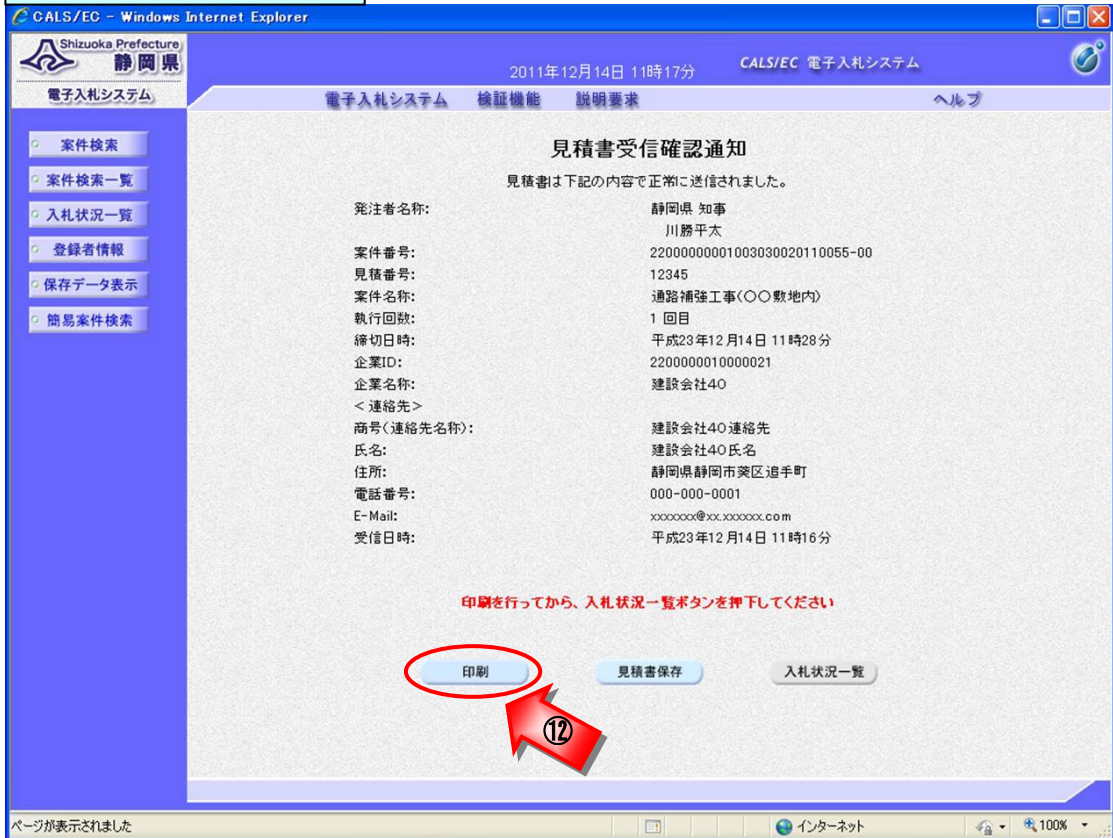 CALS/EC - Windows Internet Explorer
Shizuoka Prefecture
静岡県
電子入札システム
2011年12月14日 11時17分
CALS/EC 電子入札システム
電子入札システム 検証機能 説明要求 ヘルプ
案件検索
案件検索一覧
入札状況一覧
登録者情報
保存データ表示
簡易案件検索
見積書受信確認通知
見積書は下記の内容で正常に送信されました。
発注者名称: 静岡県 知事
川勝平太
案件番号: 22000000001003030020110055-00
見積番号: 12345
案件名称: 通路補強工事(〇〇敷地内)
執行回数: 1 回目
締切日時: 平成23年12月14日 11時28分
企業ID: 2200000010000021
企業名称: 建設会社40
<連絡先>
商号(連絡先名称): 建設会社40連絡先
氏名: 建設会社40氏名
住所: 静岡県静岡市葵区追手町
電話番号: 000-000-0001
E-Mail: xxxxxxx@xx.xxxxxx.com
受信日時: 平成23年12月14日 11時16分
印刷を行ってから、入札状況一覧ボタンを押下してください
印刷 見積書保存 入札状況一覧
⑫
ページが表示されました インターネット 100%